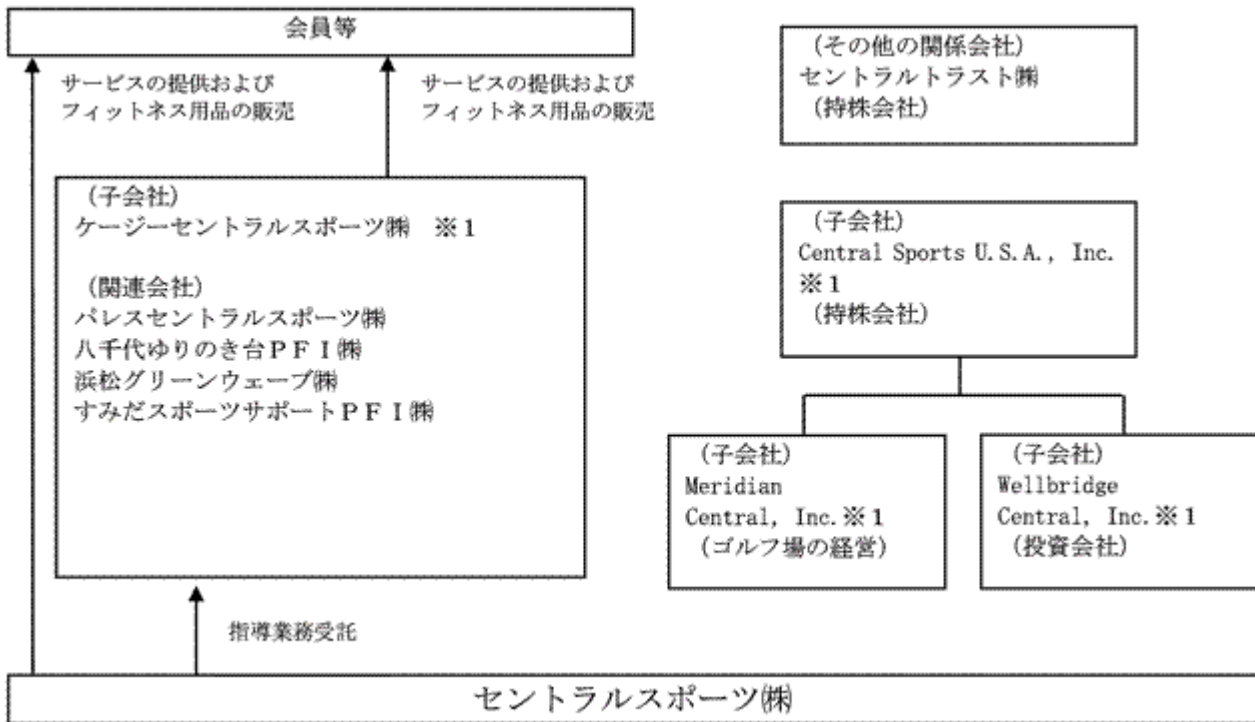 会員等
サービスの提供および
フィットネス用品の販売
サービスの提供および
フィットネス用品の販売
（子会社）
ケージーセントラルスポーツ㈱　※１
（関連会社）
パレスセントラルスポーツ㈱
八千代ゆりのき台ＰＦＩ㈱
浜松グリーンウェーブ㈱
すみだスポーツサポートＰＦＩ㈱
指導業務受託
（その他の関係会社）
セントラルトラスト㈱
（持株会社）
（子会社）
Central Sports U.S.A., Inc.
※１
（持株会社）
（子会社）
Meridian
Central, Inc.※１
（ゴルフ場の経営）
（子会社）
Wellbridge
Central, Inc.※１
（投資会社）
セントラルスポーツ㈱